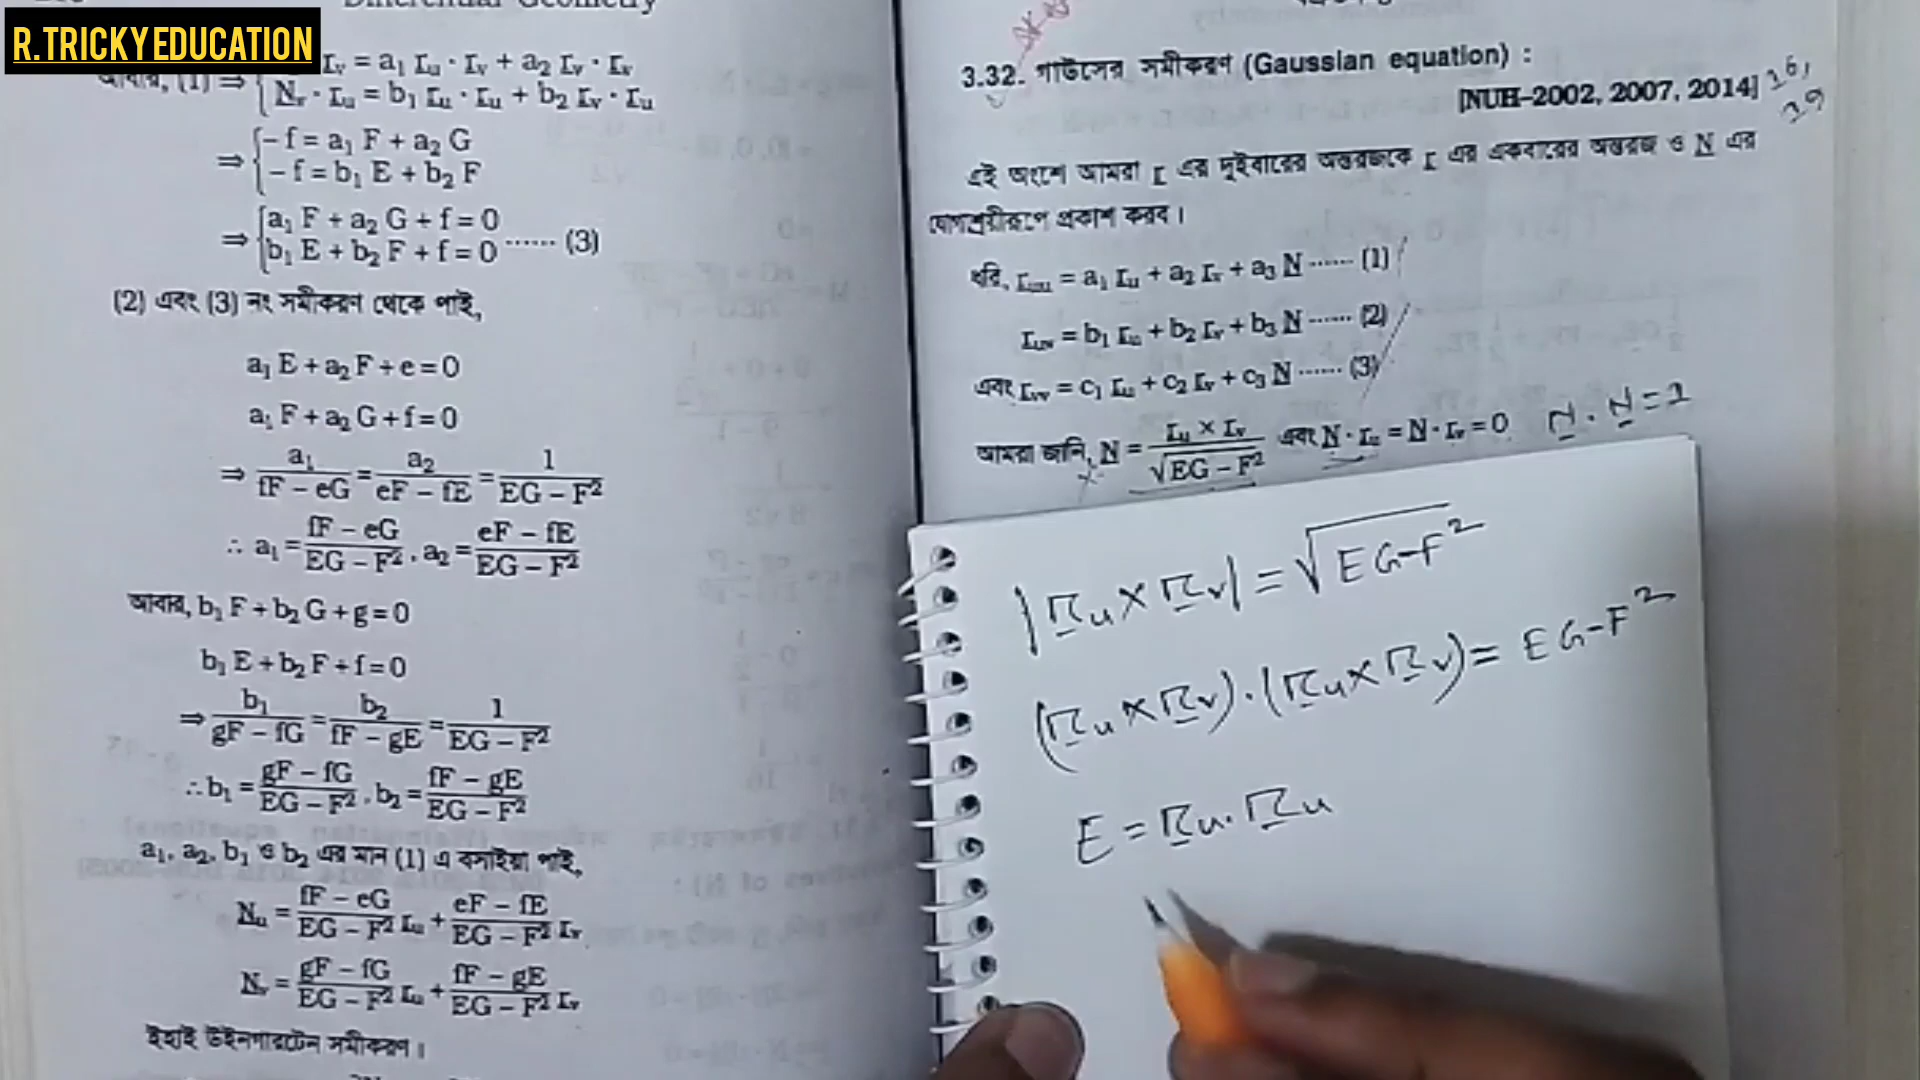 Differential Geometry
R.TRICKY EDUCATION
r_v = a₁ r_u · r_v + a₂ r_v · r_v
আবার, (1) ⇒ { N_v · r_u = b₁ r_u · r_u + b₂ r_v · r_u
⇒ { – f = a₁ F + a₂ G
– f = b₁ E + b₂ F
⇒ { a₁ F + a₂ G + f = 0
b₁ E + b₂ F + f = 0 ...... (3)
(2) এবং (3) নং সমীকরণ থেকে পাই,
a₁ E + a₂ F + e = 0
a₁ F + a₂ G + f = 0
⇒ a₁/(fF – eG) = a₂/(eF – fE) = 1/(EG – F²)
∴ a₁ = (fF – eG)/(EG – F²), a₂ = (eF – fE)/(EG – F²)
আবার, b₁ F + b₂ G + g = 0
b₁ E + b₂ F + f = 0
⇒ b₁/(gF – fG) = b₂/(fF – gE) = 1/(EG – F²)
∴ b₁ = (gF – fG)/(EG – F²), b₂ = (fF – gE)/(EG – F²)
a₁, a₂, b₁ ও b₂ এর মান (1) এ বসাইয়া পাই,
N_u = (fF – eG)/(EG – F²) r_u + (eF – fE)/(EG – F²) r_v
N_v = (gF – fG)/(EG – F²) r_u + (fF – gE)/(EG – F²) r_v
ইহাই উইনগারটেন সমীকরণ।
3.32. গাউসের সমীকরণ (Gaussian equation) :
[NUH–2002, 2007, 2014] 16,
এই অংশে আমরা r এর দুইবারের অন্তরজকে r এর একবারের অন্তরজ ও N এর
যোগাশ্রয়ীরূপে প্রকাশ করব।
যদি, r_uu = a₁ r_u + a₂ r_v + a₃ N ...... (1)
r_uv = b₁ r_u + b₂ r_v + b₃ N ...... (2)
এবং r_vv = c₁ r_u + c₂ r_v + c₃ N ...... (3)
আমরা জানি, N = (r_u × r_v)/√(EG – F²) এবং N · r_u = N · r_v = 0 N · N = 1
|r_u × r_v| = √(EG–F²)
(r_u × r_v)·(r_u × r_v) = EG–F²
E = r_u · r_u